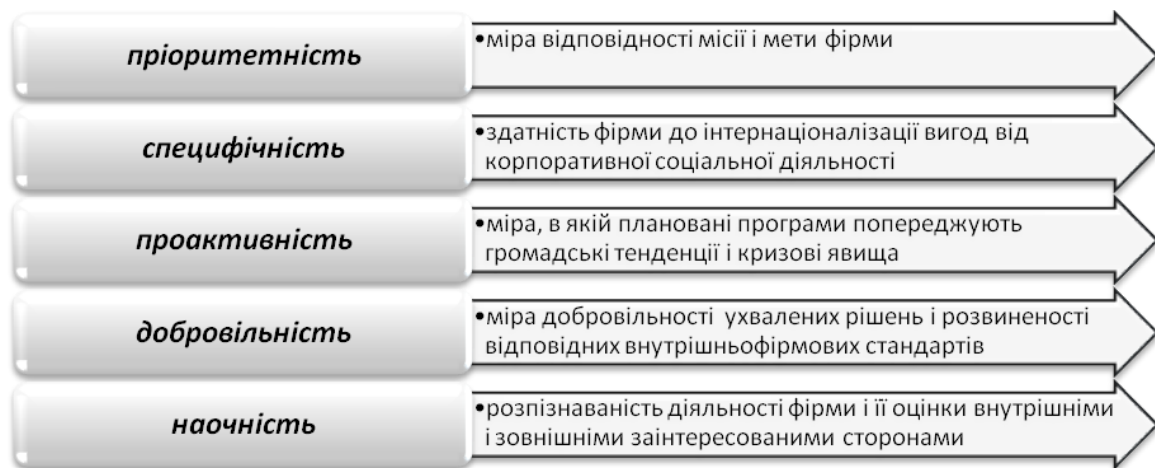 пріоритетність
•міра відповідності місії і мети фірми
специфічність
•здатність фірми до інтернаціоналізації вигод від
корпоративної соціальної діяльності
проактивність
•міра, в якій плановані програми попереджують
громадські тенденції і кризові явища
добровільність
•міра добровільності ухвалених рішень і розвиненості
відповідних внутрішньофірмових стандартів
наочність
•розпізнаваність діяльності фірми і її оцінки внутрішніми
і зовнішніми заінтересованими сторонами